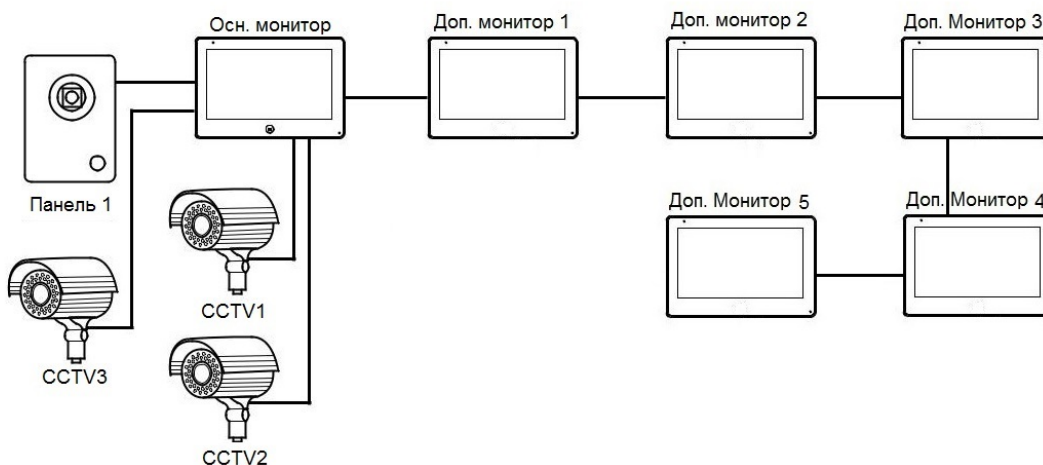 Осн. монитор
Доп. монитор 1
Доп. монитор 2
Доп. Монитор 3
Панель 1
Доп. Монитор 5
Доп. Монитор 4
CCTV1
CCTV3
CCTV2